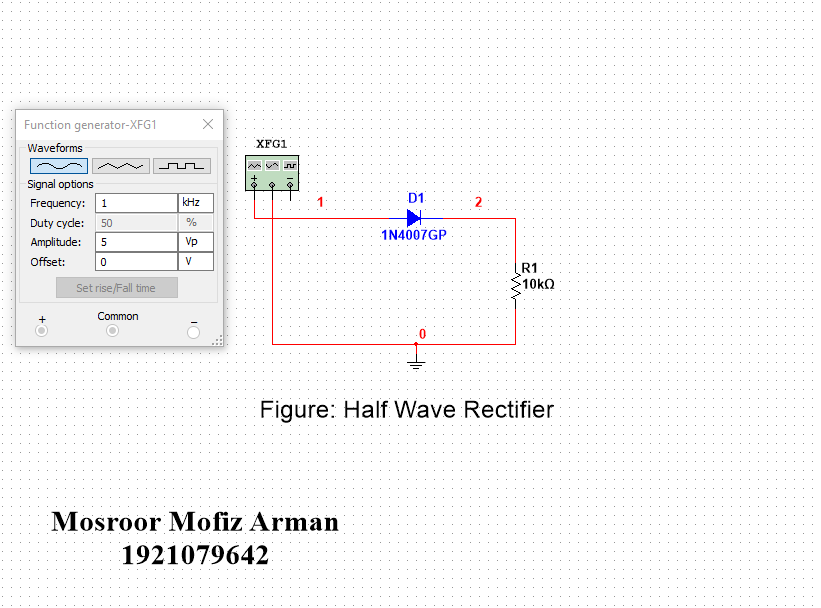 Function generator-XFG1
Waveforms
Signal options
Frequency: 1 kHz
Duty cycle: 50 %
Amplitude: 5 Vp
Offset: 0 V
Set rise/Fall time
+ Common −
XFG1
+ −
1
D1
2
1N4007GP
R1
10kΩ
0
Figure: Half Wave Rectifier
Mosroor Mofiz Arman
1921079642